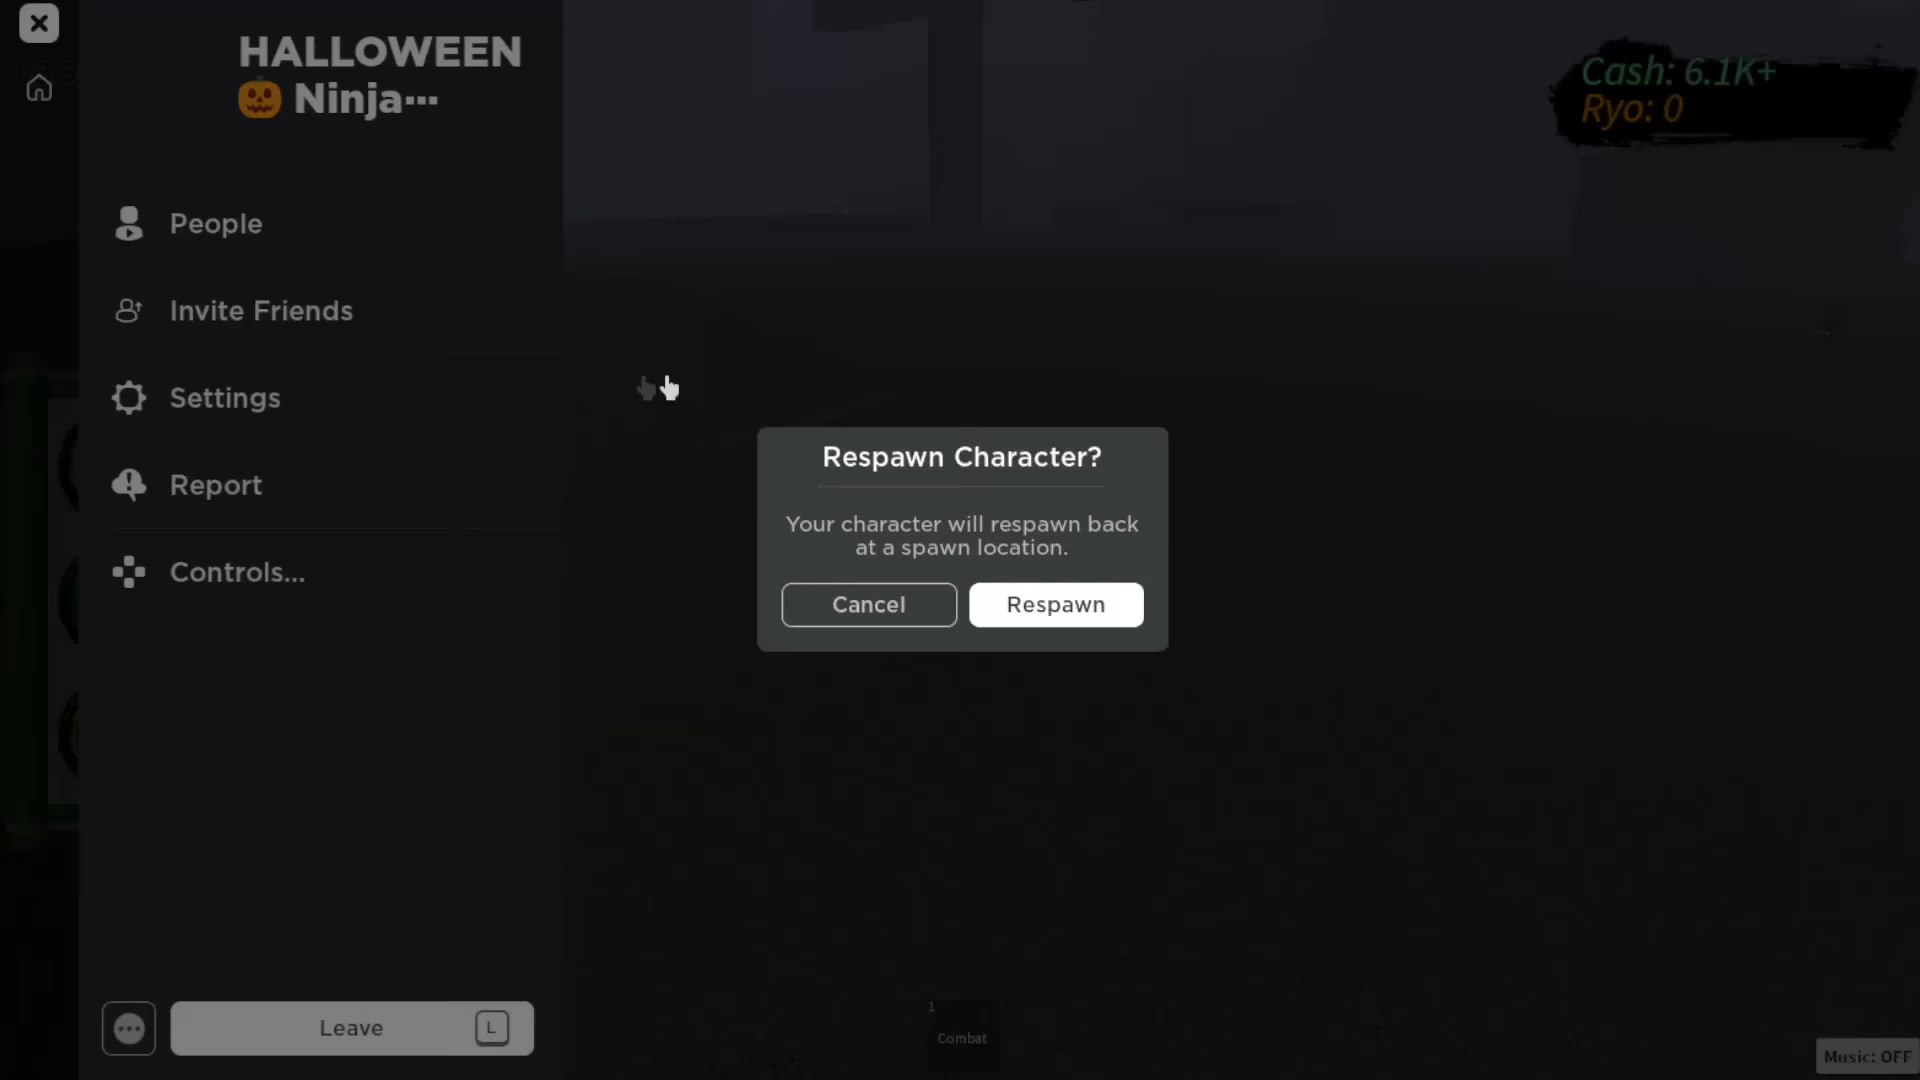 HALLOWEEN
🎃 Ninja···
Cash: 6.1K+
Ryo: 0
People
Invite Friends
Settings
Report
Controls...
Respawn Character?
Your character will respawn back
at a spawn location.
Cancel
Respawn
Leave
L
1
Combat
Music: OFF